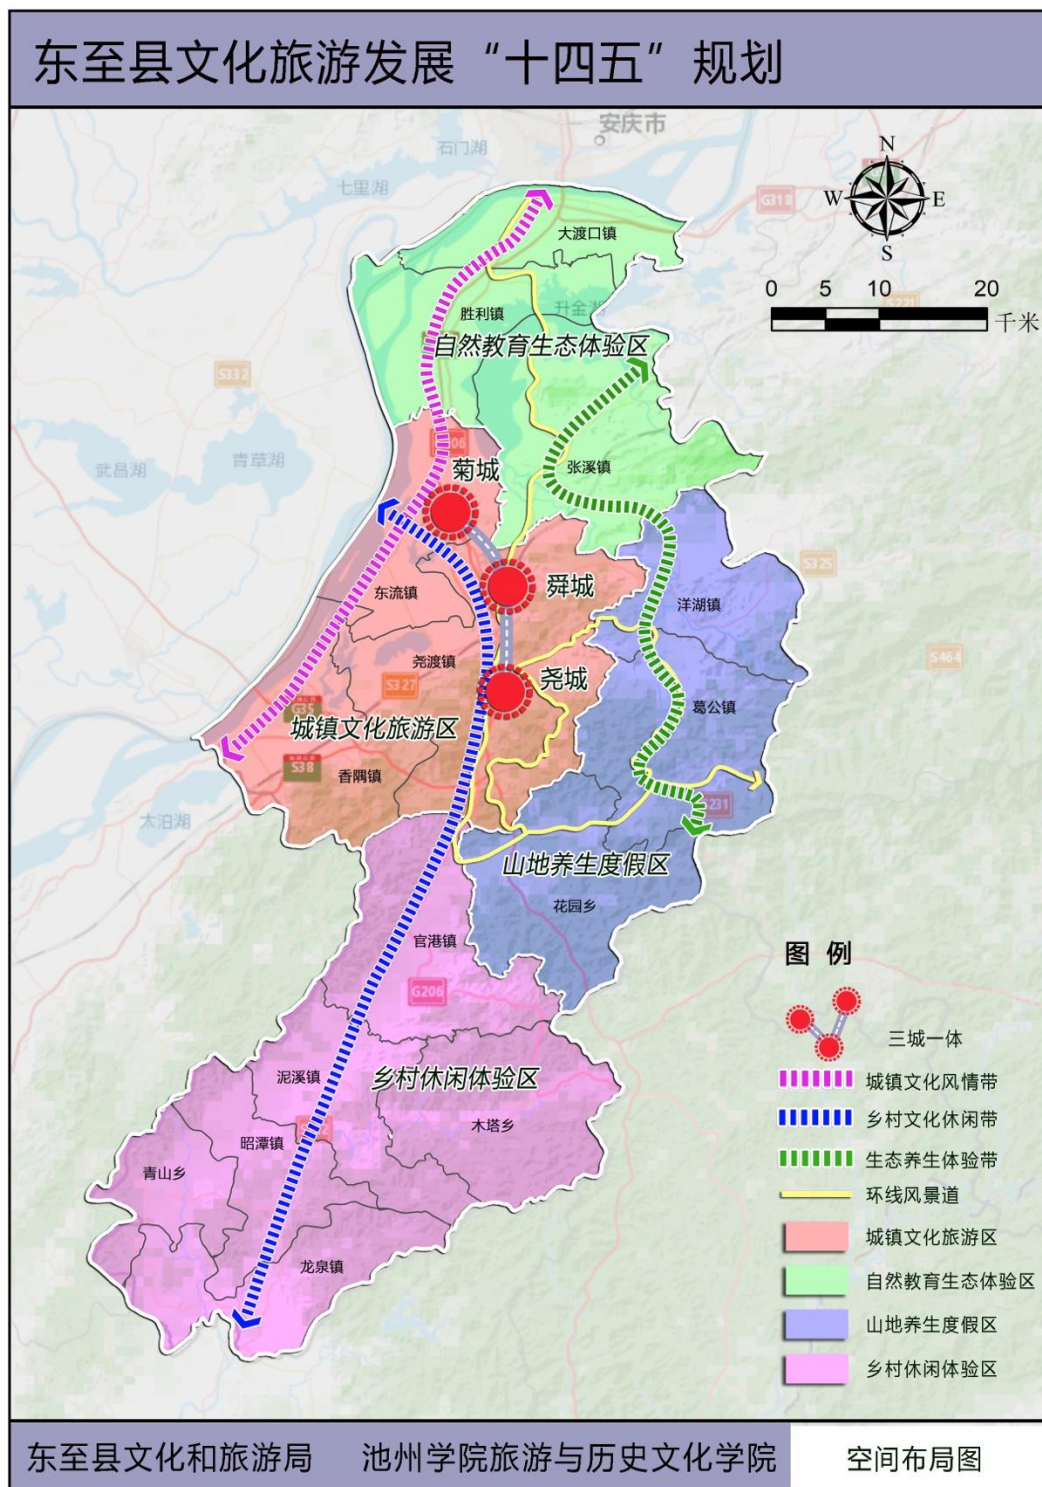 东至县文化旅游发展“十四五”规划
安庆市
石门湖
七里湖
G318
N
W
E
S
大渡口镇
0 5 10 20
千米
升金湖
胜利镇
自然教育生态体验区
S332
S221
武昌湖
青草湖
菊城
张溪镇
S325
舜城
东流镇
洋湖镇
尧渡镇
尧城
S464
S327
G35
葛公镇
城镇文化旅游区
S38
香隅镇
太泊湖
山地养生度假区
花园乡
官港镇
G206
乡村休闲体验区
泥溪镇
木塔乡
昭潭镇
青山乡
龙泉镇
图 例
三城一体
城镇文化风情带
乡村文化休闲带
生态养生体验带
环线风景道
城镇文化旅游区
自然教育生态体验区
山地养生度假区
乡村休闲体验区
东至县文化和旅游局 池州学院旅游与历史文化学院 空间布局图